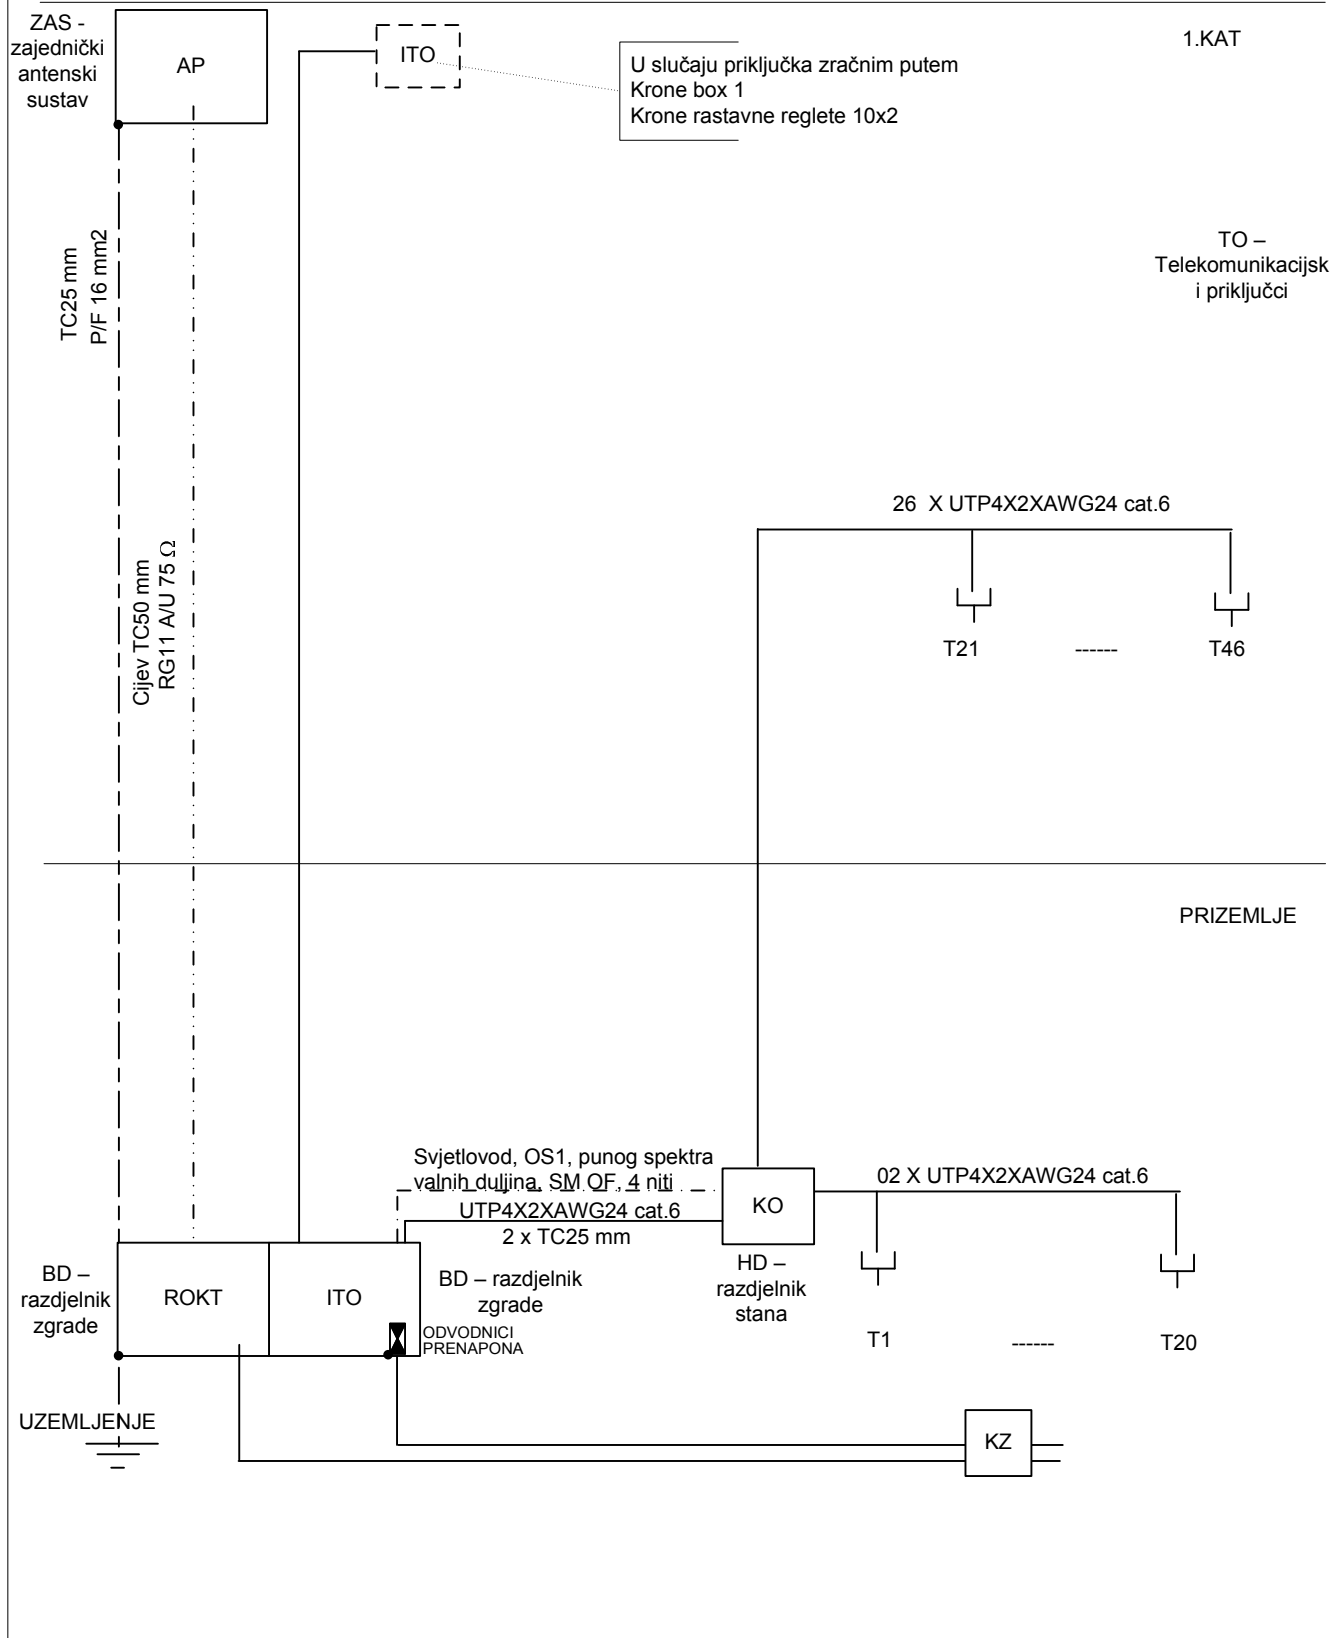 ZAS -
zajednički
antenski
sustav
AP
ITO
U slučaju priključka zračnim putem
Krone box 1
Krone rastavne reglete 10x2
1.KAT
TC25 mm
P/F 16 mm2
TO –
Telekomunikacijsk
i priključci
Cijev TC50 mm
RG11 A/U 75 Ω
26 X UTP4X2XAWG24 cat.6
T21
------
T46
PRIZEMLJE
Svjetlovod, OS1, punog spektra
valnih duljina, SM OF, 4 niti
UTP4X2XAWG24 cat.6
2 x TC25 mm
KO
02 X UTP4X2XAWG24 cat.6
HD –
razdjelnik
stana
BD –
razdjelnik
zgrade
ROKT
ITO
BD – razdjelnik
zgrade
ODVODNICI
PRENAPONA
T1
------
T20
UZEMLJENJE
KZ